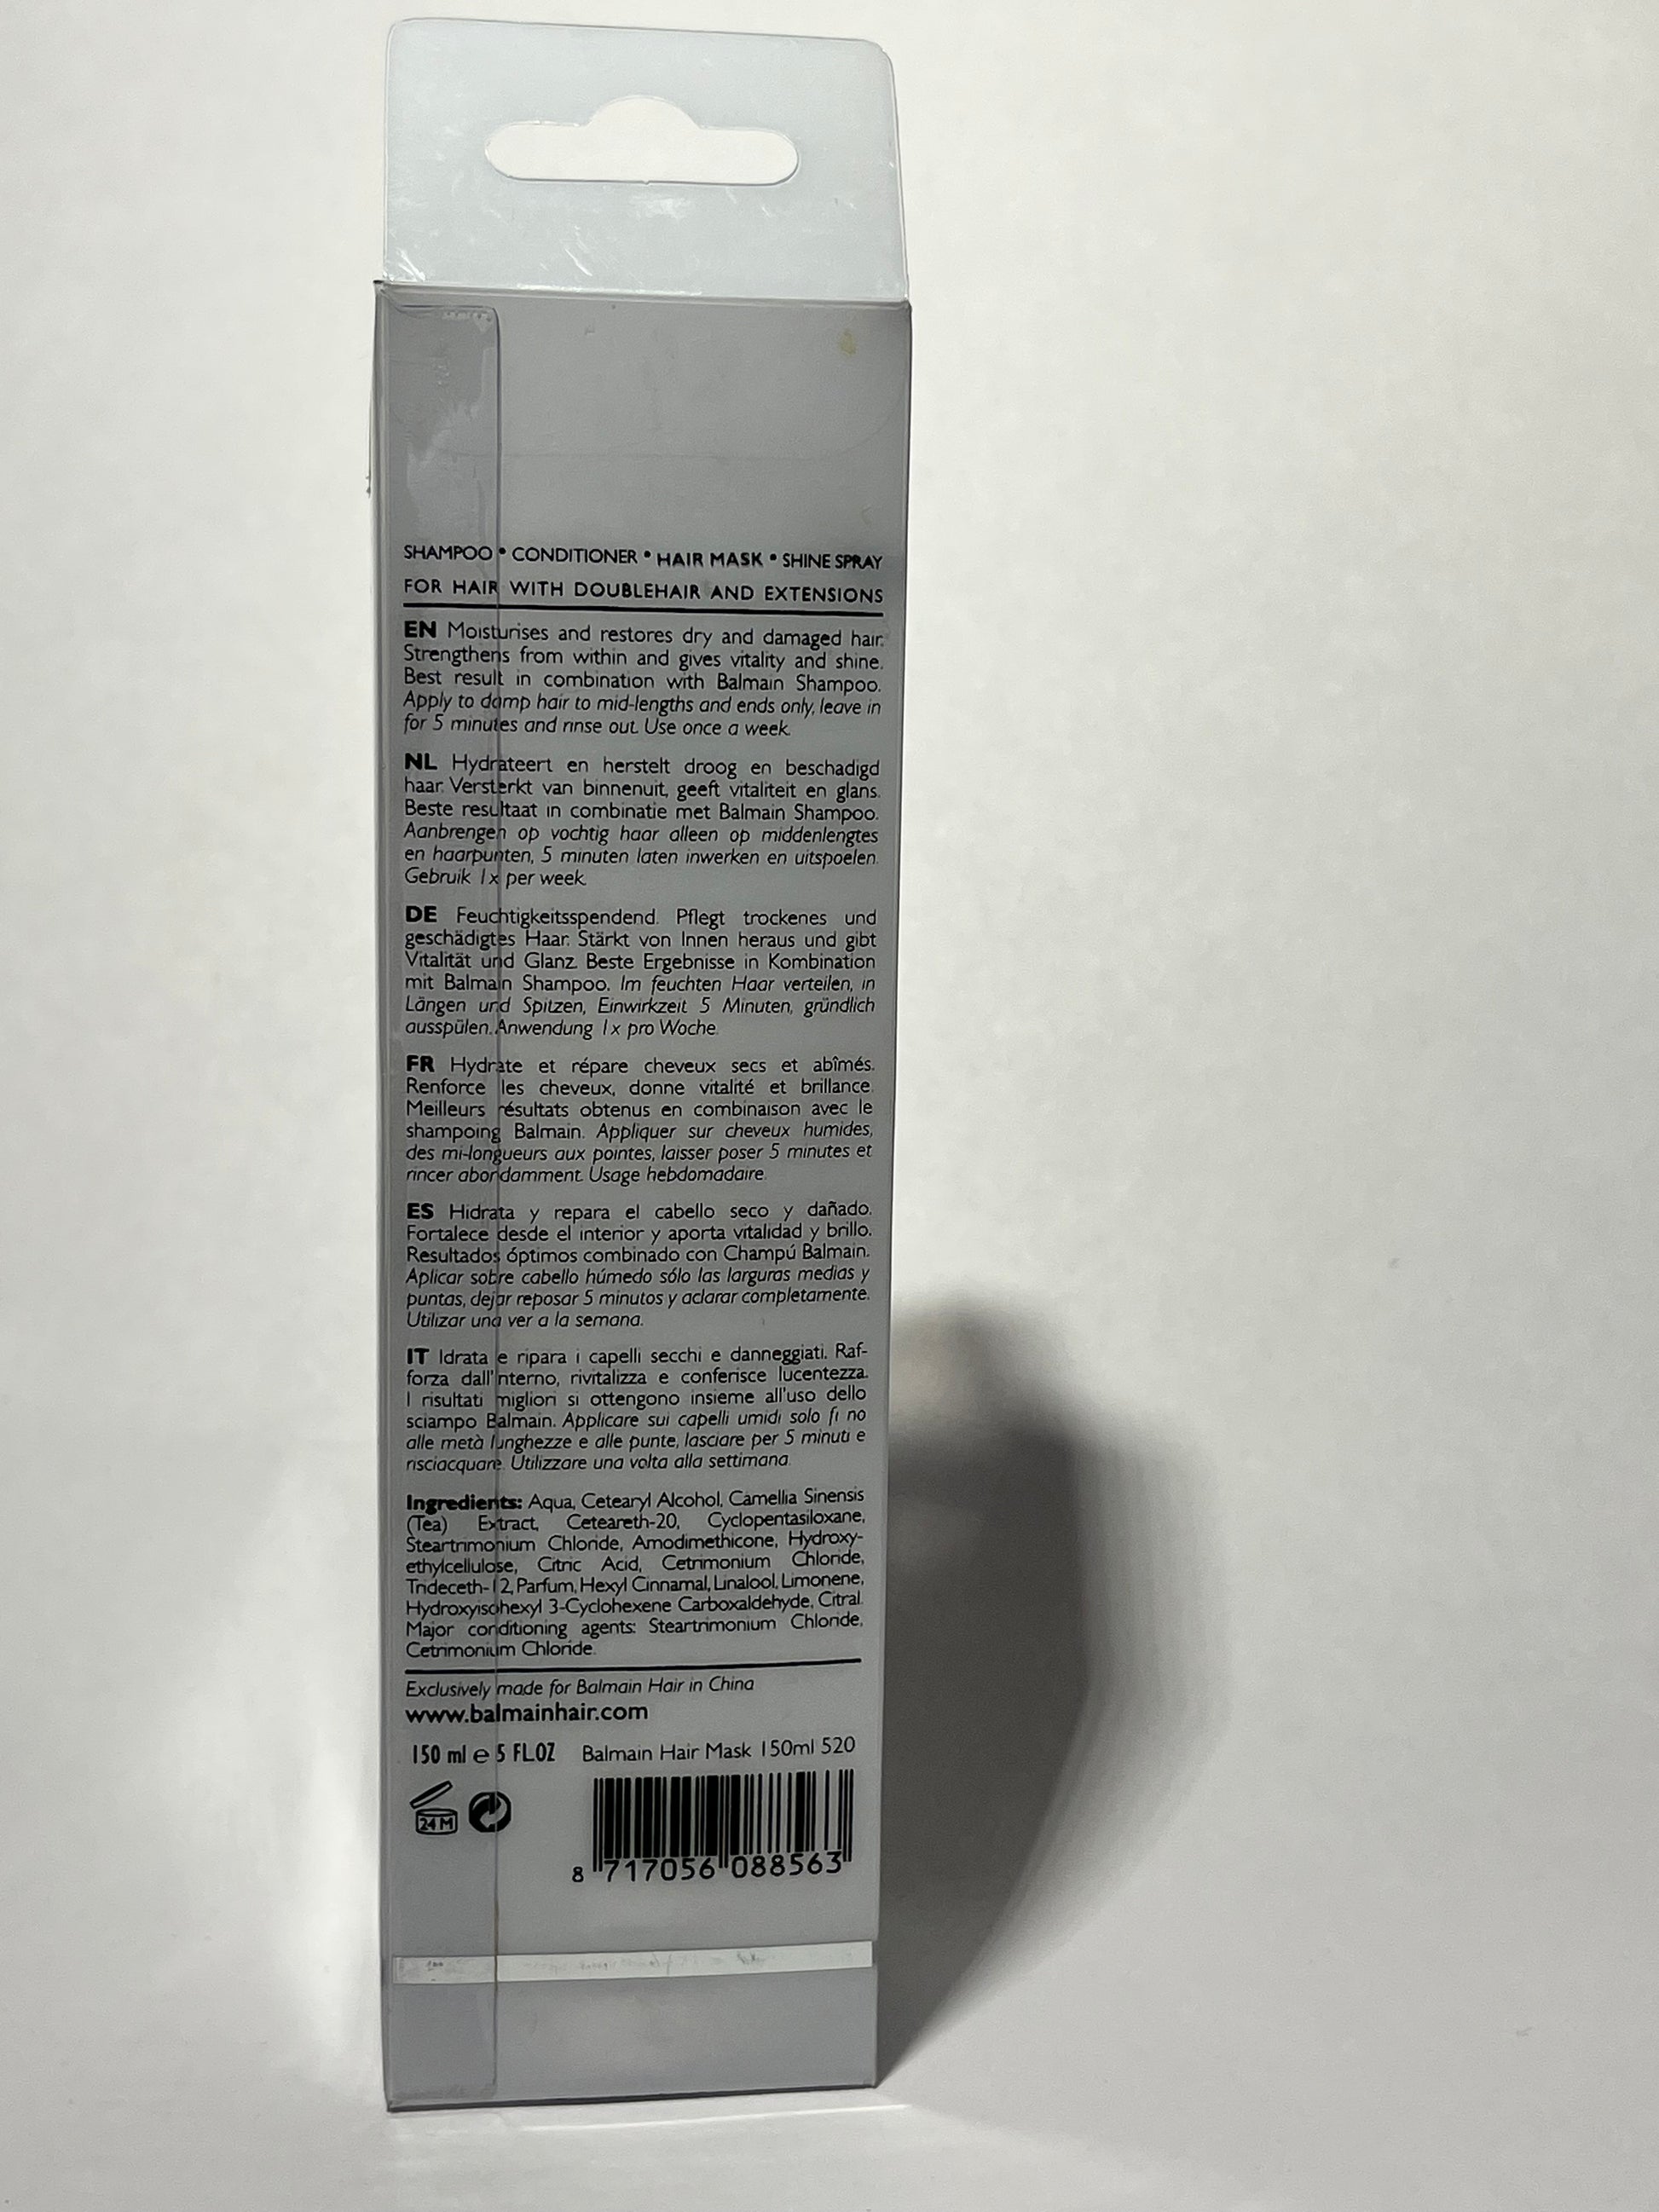 SHAMPOO • CONDITIONER • HAIR MASK • SHINE SPRAY
FOR HAIR WITH DOUBLEHAIR AND EXTENSIONS
EN Moisturises and restores dry and damaged hair.
Strengthens from within and gives vitality and shine.
Best result in combination with Balmain Shampoo.
Apply to damp hair to mid-lengths and ends only, leave in
for 5 minutes and rinse out. Use once a week.
NL Hydrateert en herstelt droog en beschadigd
haar. Versterkt van binnenuit, geeft vitaliteit en glans.
Beste resultaat in combinatie met Balmain Shampoo.
Aanbrengen op vochtig haar alleen op middenlengtes
en haarpunten, 5 minuten laten inwerken en uitspoelen.
Gebruik 1x per week.
DE Feuchtigkeitsspendend. Pflegt trockenes und
geschädigtes Haar. Stärkt von Innen heraus und gibt
Vitalität und Glanz. Beste Ergebnisse in Kombination
mit Balmain Shampoo. Im feuchten Haar verteilen, in
Längen und Spitzen, Einwirkzeit 5 Minuten, gründlich
ausspülen. Anwendung 1x pro Woche.
FR Hydrate et répare cheveux secs et abîmés.
Renforce les cheveux, donne vitalité et brillance.
Meilleurs résultats obtenus en combinaison avec le
shampoing Balmain. Appliquer sur cheveux humides,
des mi-longueurs aux pointes, laisser poser 5 minutes et
rincer abondamment. Usage hebdomadaire.
ES Hidrata y repara el cabello seco y dañado.
Fortalece desde el interior y aporta vitalidad y brillo.
Resultados óptimos combinado con Champú Balmain.
Aplicar sobre cabello húmedo sólo las larguras medias y
puntas, dejar reposar 5 minutos y aclarar completamente.
Utilizar una ver a la semana.
IT Idrata e ripara i capelli secchi e danneggiati. Raf-
forza dall'interno, rivitalizza e conferisce lucentezza.
I risultati migliori si ottengono insieme all'uso dello
sciampo Balmain. Applicare sui capelli umidi solo fi no
alle metà lunghezze e alle punte, lasciare per 5 minuti e
risciacquare. Utilizzare una volta alla settimana.
Ingredients: Aqua, Cetearyl Alcohol, Camellia Sinensis
(Tea) Extract, Ceteareth-20, Cyclopentasiloxane,
Steartrimonium Chloride, Amodimethicone, Hydroxy-
ethylcellulose, Citric Acid, Cetrimonium Chloride,
Trideceth-12, Parfum, Hexyl Cinnamal, Linalool, Limonene,
Hydroxyisohexyl 3-Cyclohexene Carboxaldehyde, Citral.
Major conditioning agents: Steartrimonium Chloride,
Cetrimonium Chloride.
Exclusively made for Balmain Hair in China
www.balmainhair.com
150 ml e 5 FL.OZ Balmain Hair Mask 150ml 520
24 M
8 717056 088563